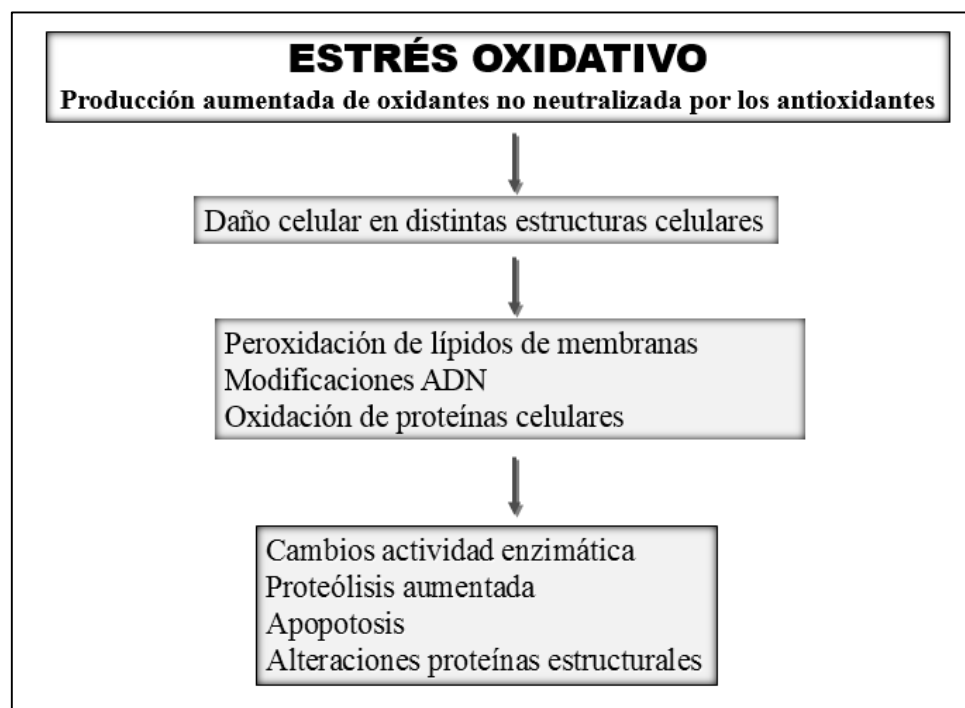 ESTRÉS OXIDATIVO
Producción aumentada de oxidantes no neutralizada por los antioxidantes
Daño celular en distintas estructuras celulares
Peroxidación de lípidos de membranas
Modificaciones ADN
Oxidación de proteínas celulares
Cambios actividad enzimática
Proteólisis aumentada
Apopotosis
Alteraciones proteínas estructurales